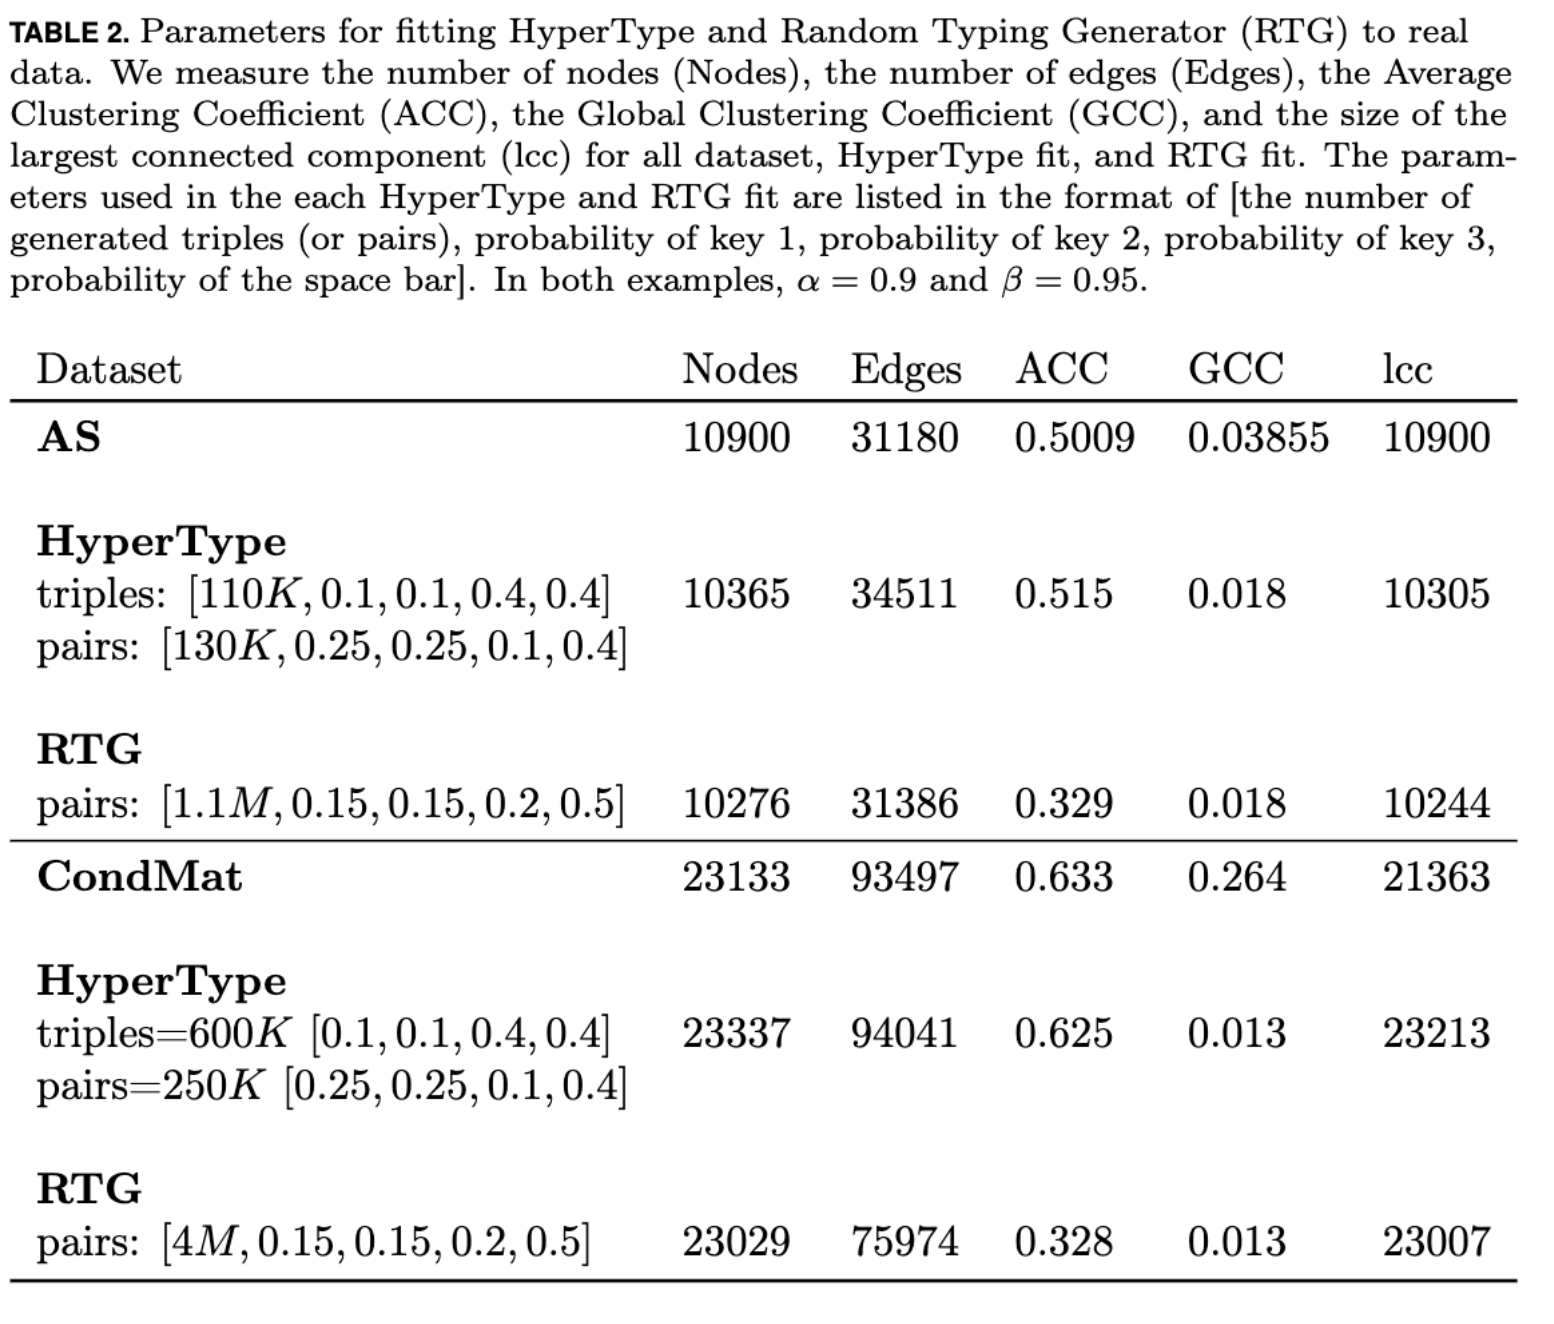 TABLE 2. Parameters for fitting HyperType and Random Typing Generator (RTG) to real
data. We measure the number of nodes (Nodes), the number of edges (Edges), the Average
Clustering Coefficient (ACC), the Global Clustering Coefficient (GCC), and the size of the
largest connected component (lcc) for all dataset, HyperType fit, and RTG fit. The param-
eters used in the each HyperType and RTG fit are listed in the format of [the number of
generated triples (or pairs), probability of key 1, probability of key 2, probability of key 3,
probability of the space bar]. In both examples, α = 0.9 and β = 0.95.
Dataset Nodes Edges ACC GCC lcc
AS 10900 31180 0.5009 0.03855 10900
HyperType
triples: [110K, 0.1, 0.1, 0.4, 0.4] 10365 34511 0.515 0.018 10305
pairs: [130K, 0.25, 0.25, 0.1, 0.4]
RTG
pairs: [1.1M, 0.15, 0.15, 0.2, 0.5] 10276 31386 0.329 0.018 10244
CondMat 23133 93497 0.633 0.264 21363
HyperType
triples=600K [0.1, 0.1, 0.4, 0.4] 23337 94041 0.625 0.013 23213
pairs=250K [0.25, 0.25, 0.1, 0.4]
RTG
pairs: [4M, 0.15, 0.15, 0.2, 0.5] 23029 75974 0.328 0.013 23007